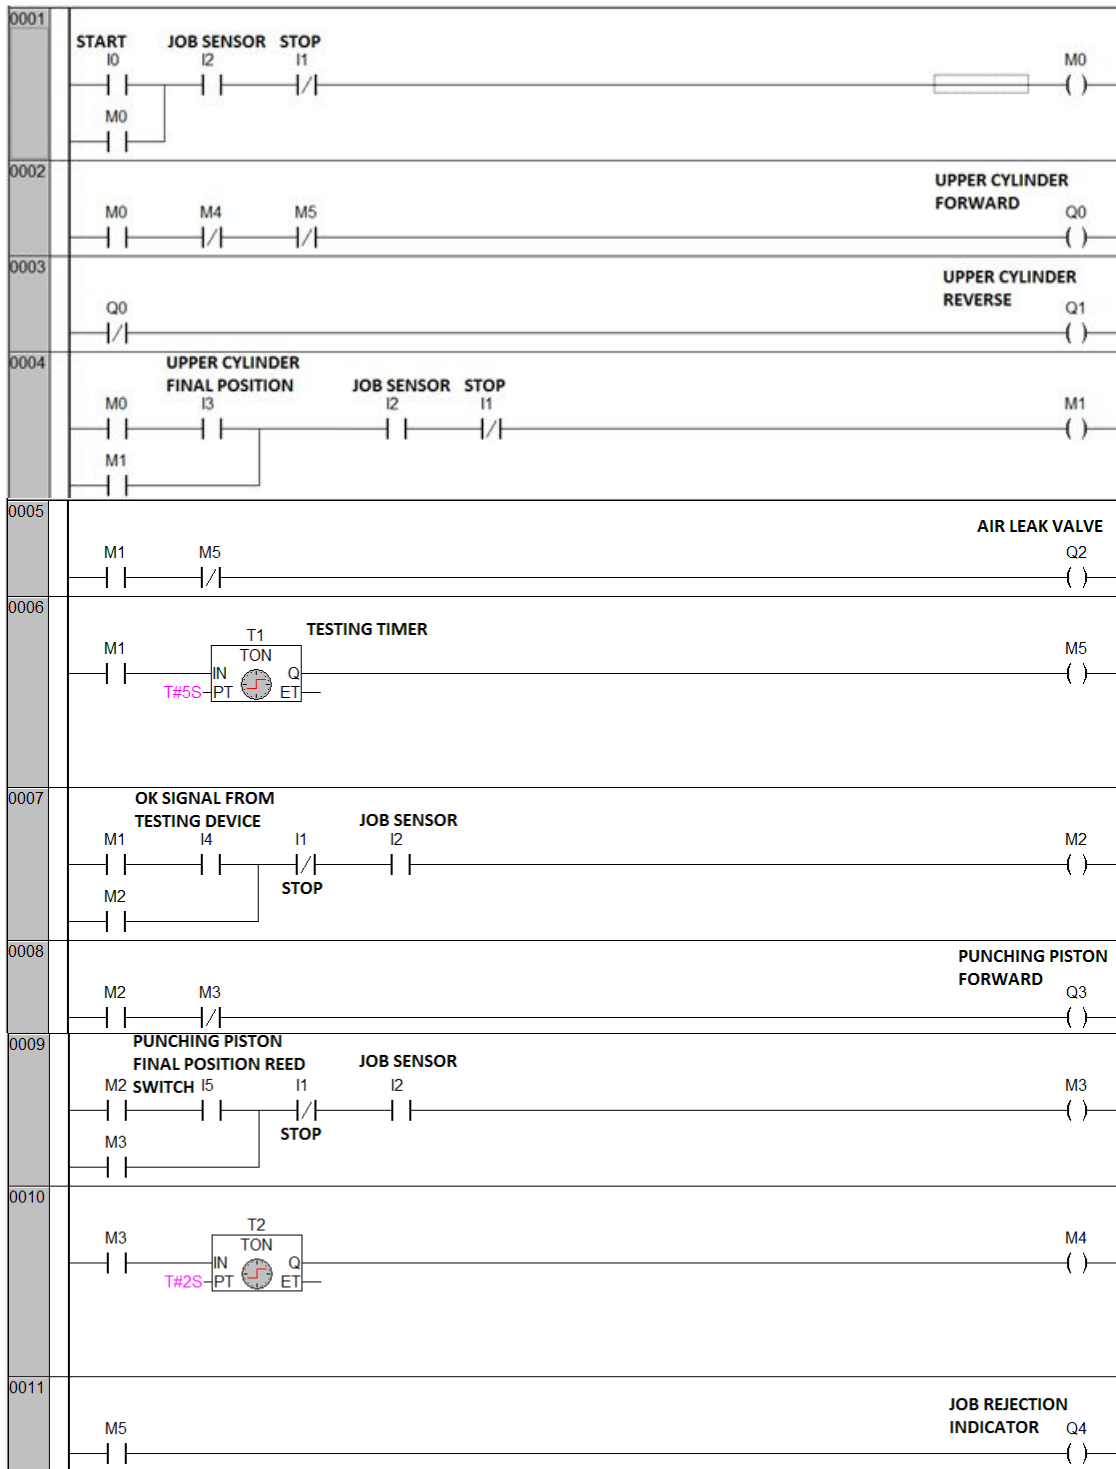 0001
START JOB SENSOR STOP
I0 I2 I1 M0
M0
0002
UPPER CYLINDER
FORWARD
M0 M4 M5 Q0
0003
UPPER CYLINDER
REVERSE
Q0 Q1
0004
UPPER CYLINDER
FINAL POSITION JOB SENSOR STOP
M0 I3 I2 I1 M1
M1
0005
AIR LEAK VALVE
M1 M5 Q2
0006
T1 TESTING TIMER
M1 TON M5
IN Q
T#5S PT ET
0007
OK SIGNAL FROM
TESTING DEVICE JOB SENSOR
M1 I4 I1 I2 M2
STOP
M2
0008
PUNCHING PISTON
FORWARD
M2 M3 Q3
0009
PUNCHING PISTON
FINAL POSITION REED JOB SENSOR
M2 SWITCH I5 I1 I2 M3
STOP
M3
0010
T2
M3 TON M4
IN Q
T#2S PT ET
0011
JOB REJECTION
INDICATOR Q4
M5